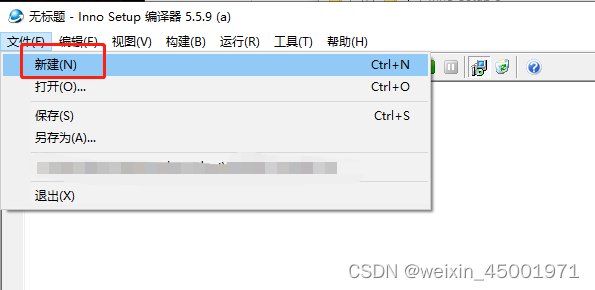 无标题 - Inno Setup 编译器 5.5.9 (a)
文件(F) 编辑(E) 视图(V) 构建(B) 运行(R) 工具(T) 帮助(H)
新建(N) Ctrl+N
打开(O)... Ctrl+O
保存(S) Ctrl+S
另存为(A)...
退出(X)
CSDN @weixin_45001971